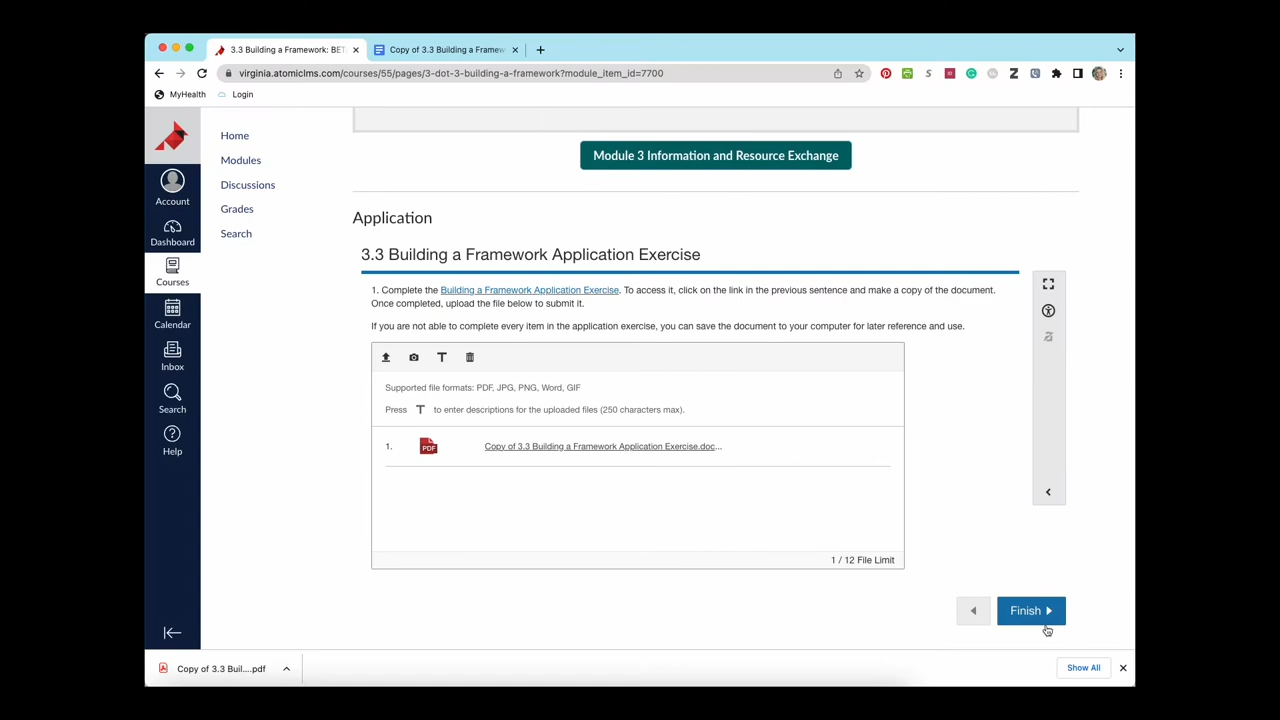 3.3 Building a Framework: BET
Copy of 3.3 Building a Framew
virginia.atomiclms.com/courses/55/pages/3-dot-3-building-a-framework?module_item_id=7700
MyHealth
Login
Account
Dashboard
Courses
Calendar
Inbox
Search
Help
Home
Modules
Discussions
Grades
Search
Module 3 Information and Resource Exchange
Application
3.3 Building a Framework Application Exercise
1. Complete the Building a Framework Application Exercise. To access it, click on the link in the previous sentence and make a copy of the document.
Once completed, upload the file below to submit it.
If you are not able to complete every item in the application exercise, you can save the document to your computer for later reference and use.
Supported file formats: PDF, JPG, PNG, Word, GIF
Press T to enter descriptions for the uploaded files (250 characters max).
1. PDF Copy of 3.3 Building a Framework Application Exercise.doc...
1 / 12 File Limit
Finish
Copy of 3.3 Buil....pdf
Show All